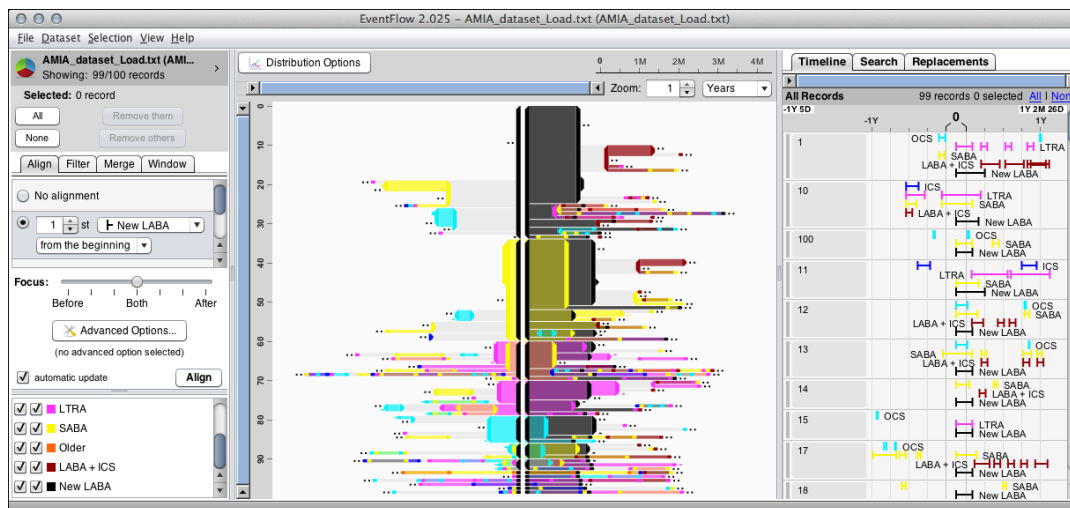 EventFlow 2.025 – AMIA_dataset_Load.txt (AMIA_dataset_Load.txt)
File Dataset Selection View Help
AMIA_dataset_Load.txt (AMI...
Showing: 99/100 records
Selected: 0 record
All Remove them
None Remove others
Align Filter Merge Window
No alignment
1 st New LABA
from the beginning
Focus:
Before Both After
Advanced Options...
(no advanced option selected)
automatic update Align
LTRA
SABA
Older
LABA + ICS
New LABA
Distribution Options
0 1M 2M 3M 4M
Zoom: 1 Years
0
10
20
30
40
50
60
70
80
90
Timeline Search Replacements
All Records 99 records 0 selected All I Non
-1Y 5D 1Y 2M 26D
-1Y 0 1Y
1
OCS
LTRA
SABA
LABA + ICS
New LABA
10
ICS
LTRA
SABA
LABA + ICS
New LABA
100
OCS
SABA
New LABA
11
ICS
LTRA
SABA
New LABA
12
OCS
SABA
LABA + ICS
New LABA
13
OCS
SABA
LABA + ICS
New LABA
14
SABA
LABA + ICS
New LABA
15
OCS
LTRA
New LABA
17
OCS
SABA
LABA + ICS
New LABA
18
SABA
New LABA